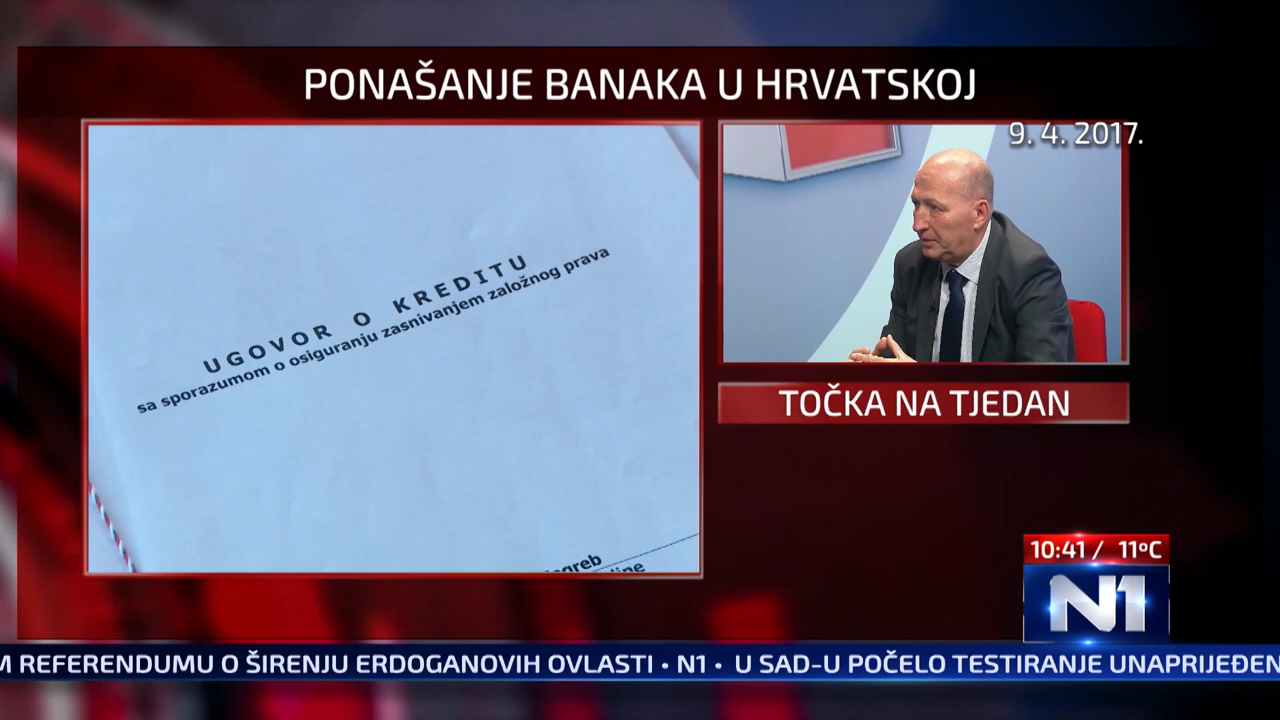 PONAŠANJE BANAKA U HRVATSKOJ
9. 4. 2017.
UGOVOR O KREDITU
sa sporazumom o osiguranju zasnivanjem založnog prava
TOČKA NA TJEDAN
10:41 / 11ºC
N1
M REFERENDUMU O ŠIRENJU ERDOGANOVIH OVLASTI • N1 • U SAD-U POČELO TESTIRANJE UNAPRIJEĐEN